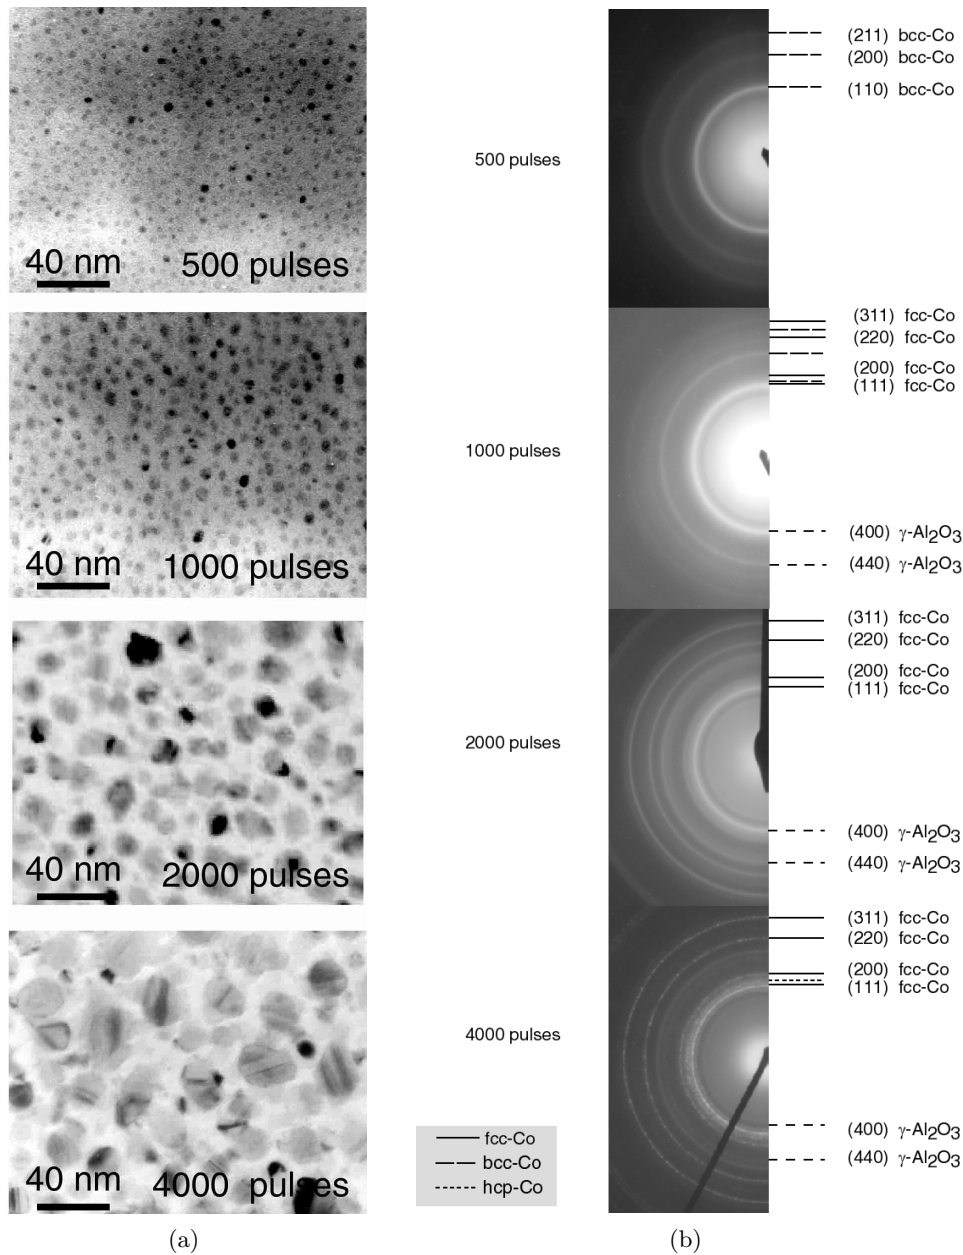 40 nm 500 pulses
40 nm 1000 pulses
40 nm 2000 pulses
40 nm 4000 pulses
(a)
500 pulses
1000 pulses
2000 pulses
4000 pulses
fcc-Co
bcc-Co
hcp-Co
(211) bcc-Co
(200) bcc-Co
(110) bcc-Co
(311) fcc-Co
(220) fcc-Co
(200) fcc-Co
(111) fcc-Co
(400) γ-Al₂O₃
(440) γ-Al₂O₃
(311) fcc-Co
(220) fcc-Co
(200) fcc-Co
(111) fcc-Co
(400) γ-Al₂O₃
(440) γ-Al₂O₃
(311) fcc-Co
(220) fcc-Co
(200) fcc-Co
(111) fcc-Co
(400) γ-Al₂O₃
(440) γ-Al₂O₃
(b)